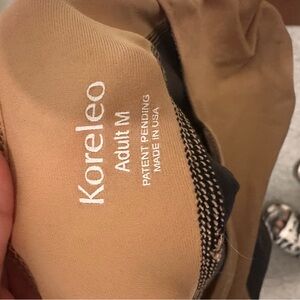 Koreleo
Adult M
PATENT PENDING
MADE IN USA